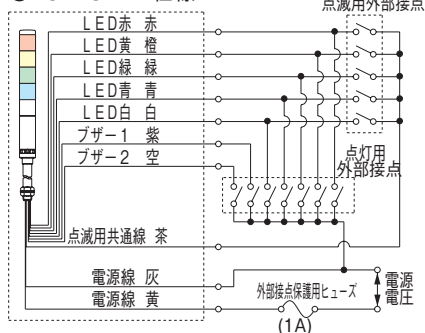 点滅用外部接点
LED赤 赤
LED黄 橙
LED緑 緑
LED青 青
LED白 白
ブザー1 紫
ブザー2 空
点灯用
外部接点
点滅用共通線 茶
電源線 灰
電源線 黄
外部接点保護用ヒューズ
(1A)
電源
電圧